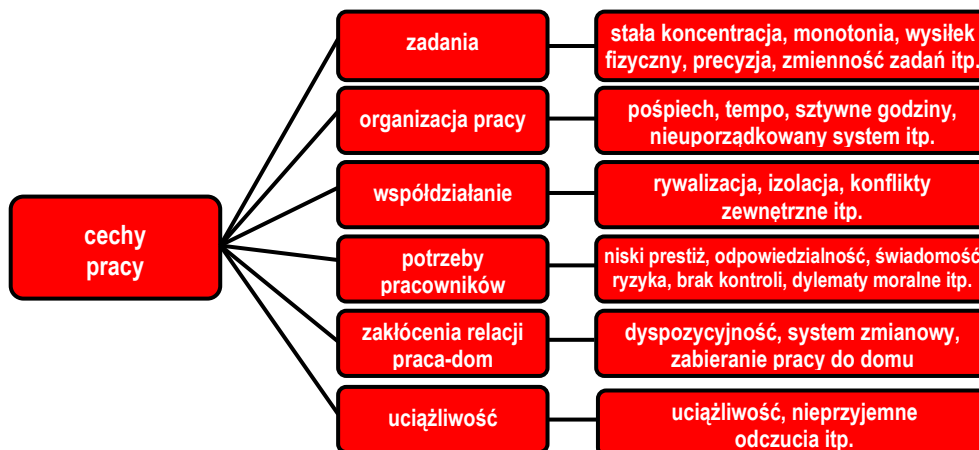 zadania
stała koncentracja, monotonia, wysiłek
fizyczny, precyzja, zmienność zadań itp.
organizacja pracy
pośpiech, tempo, sztywne godziny,
nieuporządkowany system itp.
współdziałanie
rywalizacja, izolacja, konflikty
zewnętrzne itp.
cechy
pracy
potrzeby
pracowników
niski prestiż, odpowiedzialność, świadomość
ryzyka, brak kontroli, dylematy moralne itp.
zakłócenia relacji
praca-dom
dyspozycyjność, system zmianowy,
zabieranie pracy do domu
uciążliwość
uciążliwość, nieprzyjemne
odczucia itp.